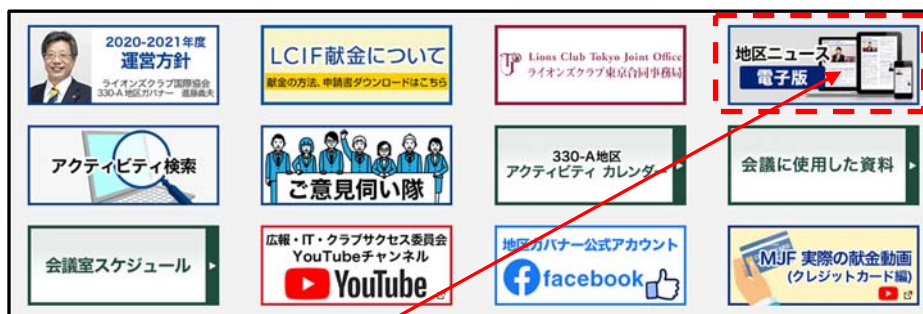 2020-2021年度
運営方針
ライオンズクラブ国際協会
330-A 地区ガバナー 進藤義夫
LCIF献金について
献金の方法、申請書ダウンロードはこちら
Lions Club Tokyo Joint Office
ライオンズクラブ東京合同事務局
地区ニュース
電子版
アクティビティ検索
ご意見伺い隊
330-A地区
アクティビティ カレンダー
会議に使用した資料
会議室スケジュール
広報・IT・クラブサクセス委員会
YouTubeチャンネル
YouTube
地区ガバナー公式アカウント
facebook
MJF 実際の献金動画
(クレジットカード編)